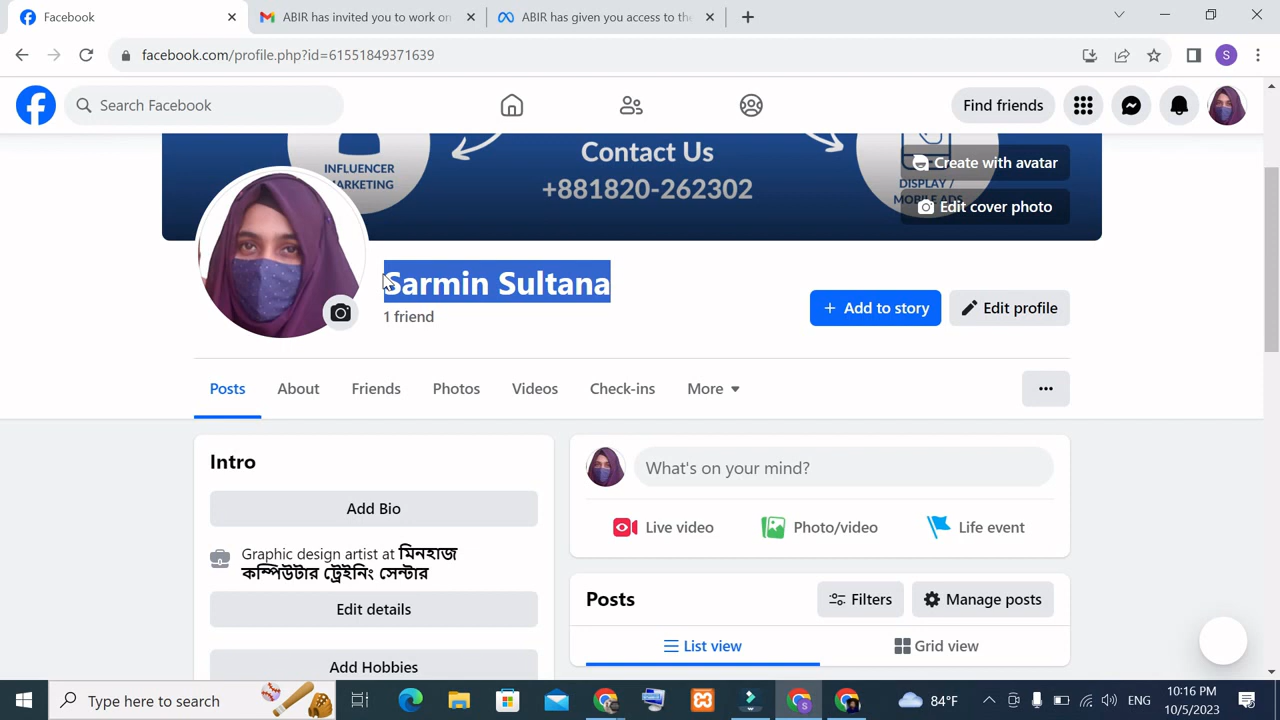 Facebook
ABIR has invited you to work on
ABIR has given you access to the
facebook.com/profile.php?id=61551849371639
S
Search Facebook
Find friends
INFLUENCER
MARKETING
Contact Us
+881820-262302
DISPLAY /
MOBILE ADS
Create with avatar
Edit cover photo
Sarmin Sultana
1 friend
+ Add to story
Edit profile
Posts
About
Friends
Photos
Videos
Check-ins
More
Intro
Add Bio
Graphic design artist at মিনহাজ
কম্পিউটার ট্রেইনিং সেন্টার
Edit details
Add Hobbies
What's on your mind?
Live video
Photo/video
Life event
Posts
Filters
Manage posts
List view
Grid view
Type here to search
84°F
ENG
10:16 PM
10/5/2023